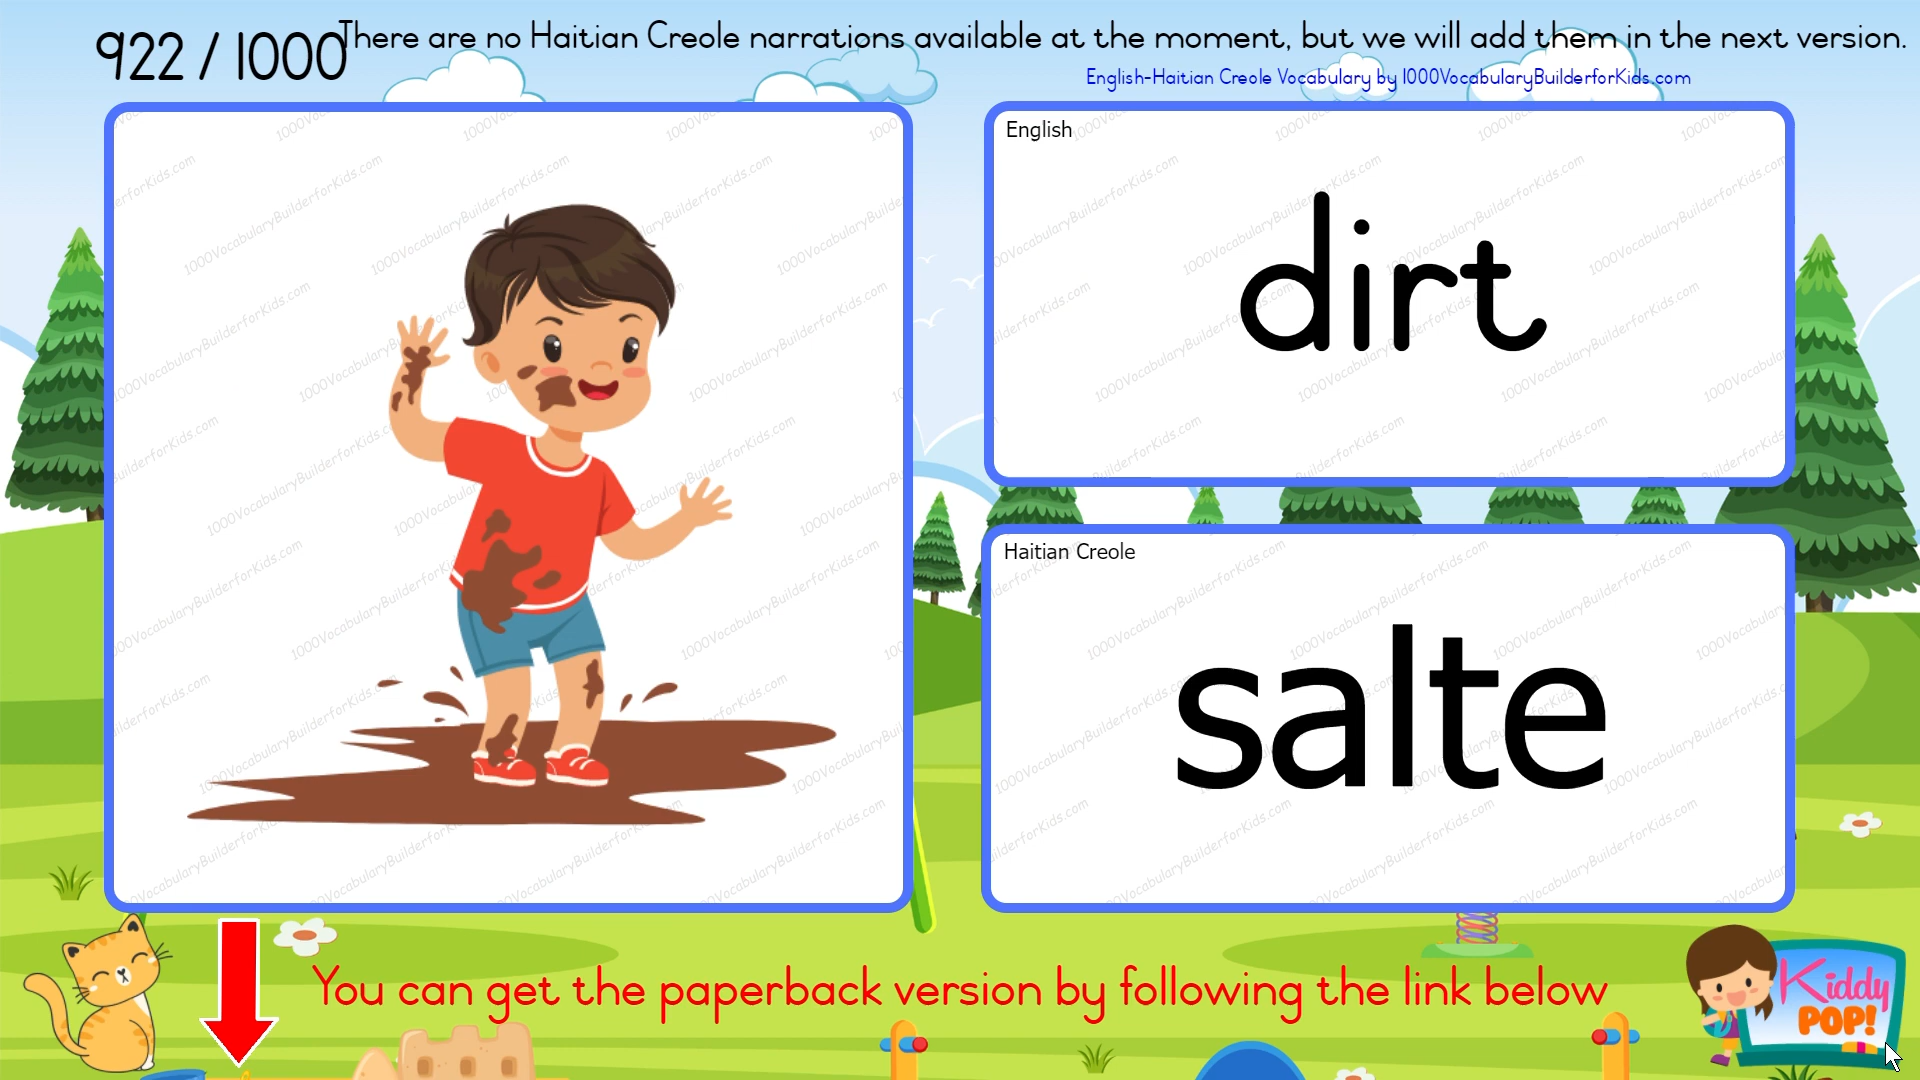 922 / 1000
There are no Haitian Creole narrations available at the moment, but we will add them in the next version.
English-Haitian Creole Vocabulary by 1000VocabularyBuilderforKids.com
English
dirt
Haitian Creole
salte
You can get the paperback version by following the link below
Kiddy
POP!
1000VocabularyBuilderforKids.com